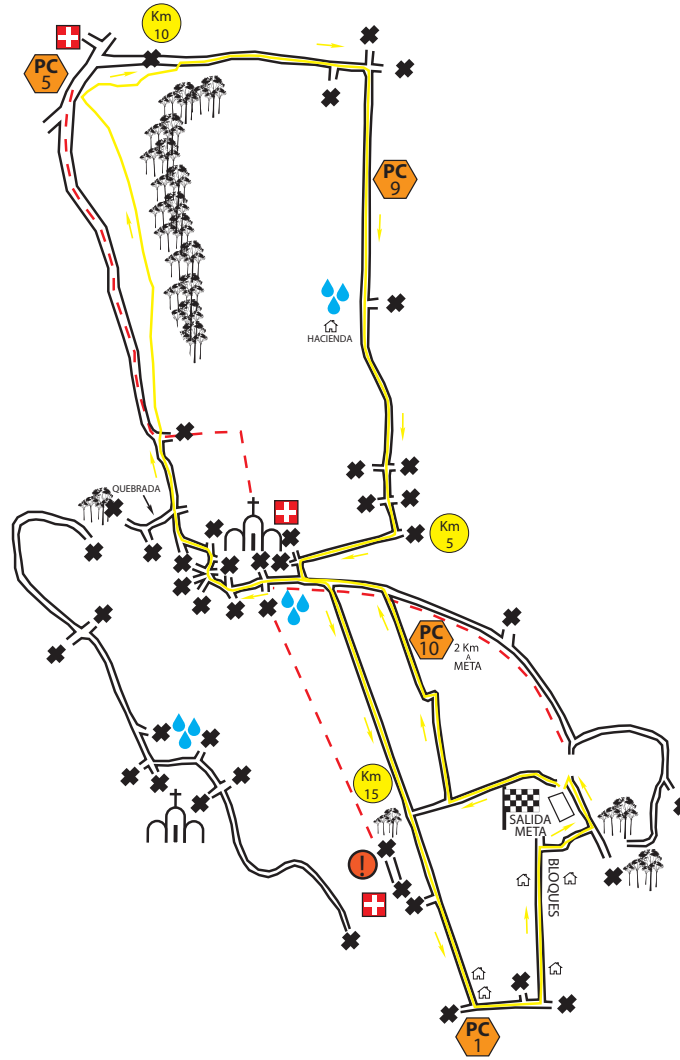 Km
10
PC
5
PC
9
HACIENDA
QUEBRADA
Km
5
PC
10
2 Km
A
META
Km
15
SALIDA
META
BLOQUES
!
PC
1